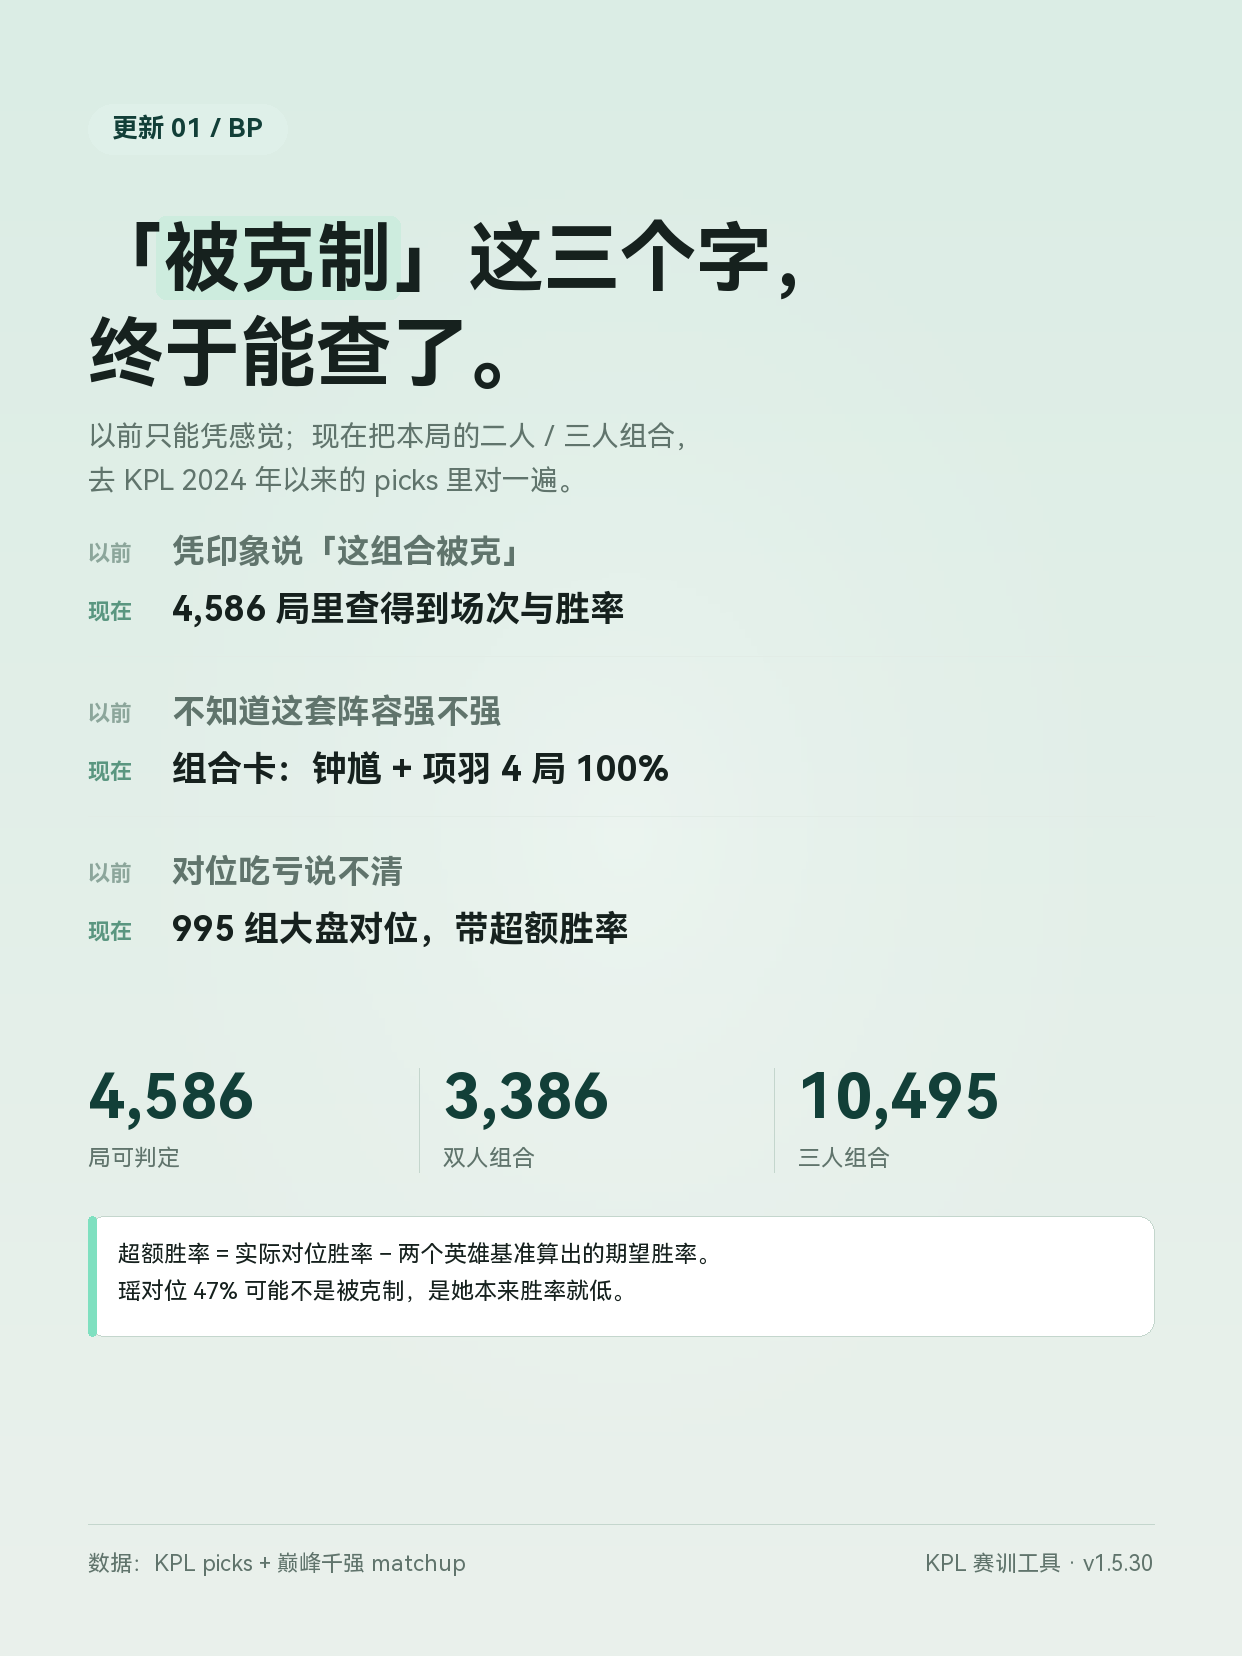 更新 01 / BP
「被克制」这三个字，
终于能查了。
以前只能凭感觉；现在把本局的二人 / 三人组合，
去 KPL 2024 年以来的 picks 里对一遍。
以前 凭印象说「这组合被克」
现在 4,586 局里查得到场次与胜率
以前 不知道这套阵容强不强
现在 组合卡：钟馗 + 项羽 4 局 100%
以前 对位吃亏说不清
现在 995 组大盘对位，带超额胜率
4,586 3,386 10,495
局可判定 双人组合 三人组合
超额胜率 = 实际对位胜率 − 两个英雄基准算出的期望胜率。
瑶对位 47% 可能不是被克制，是她本来胜率就低。
数据：KPL picks + 巅峰千强 matchup KPL 赛训工具 · v1.5.30